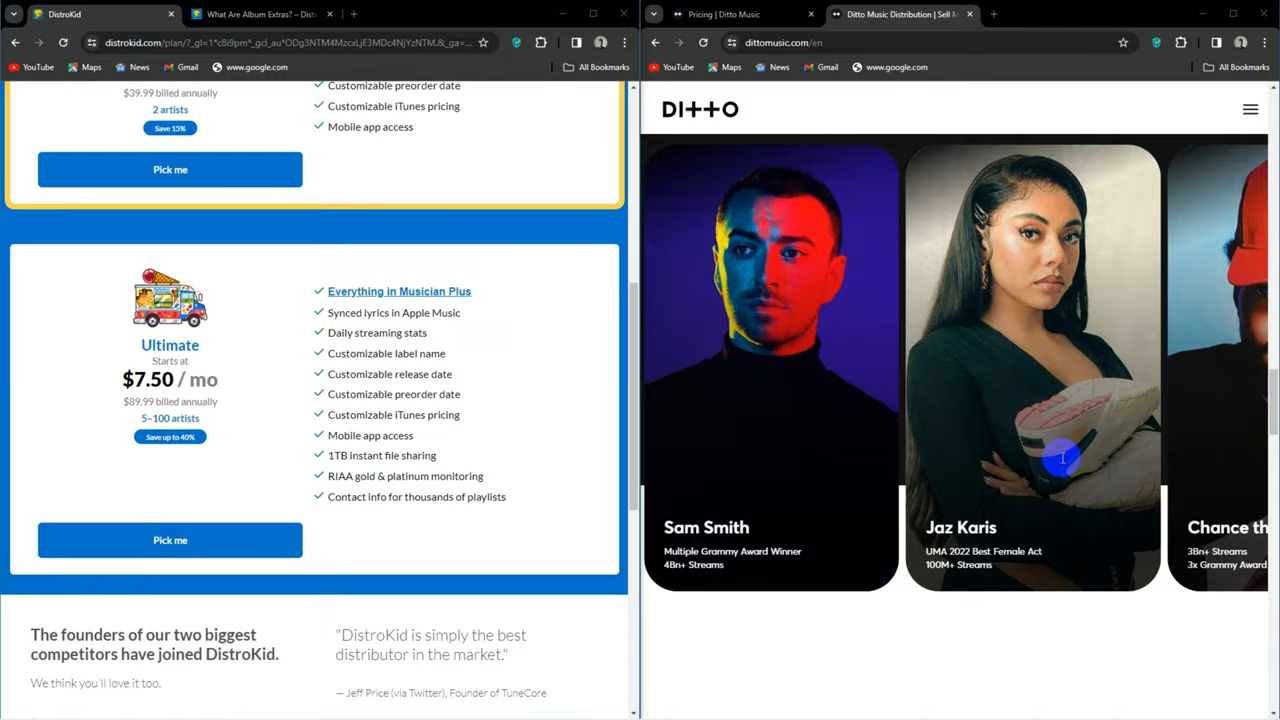 DistroKid
What Are Album Extras? – Dist
distrokid.com/plan/?_gl=1*c8i9pm*_gcl_au*ODg3NTM4MzcxLjE3MDc4NjYzNTM.&_ga=...
YouTube
Maps
News
Gmail
www.google.com
All Bookmarks
$39.99 billed annually
2 artists
Save 15%
Customizable preorder date
Customizable iTunes pricing
Mobile app access
Pick me
Ultimate
Starts at
$7.50 / mo
$89.99 billed annually
5–100 artists
Save up to 40%
Everything in Musician Plus
Synced lyrics in Apple Music
Daily streaming stats
Customizable label name
Customizable release date
Customizable preorder date
Customizable iTunes pricing
Mobile app access
1TB instant file sharing
RIAA gold & platinum monitoring
Contact info for thousands of playlists
Pick me
The founders of our two biggest
competitors have joined DistroKid.
We think you'll love it too.
"DistroKid is simply the best
distributor in the market."
— Jeff Price (via Twitter), Founder of TuneCore
Pricing | Ditto Music
Ditto Music Distribution | Sell M
dittomusic.com/en
YouTube
Maps
News
Gmail
www.google.com
All Bookmarks
DITTO
Sam Smith
Multiple Grammy Award Winner
4Bn+ Streams
Jaz Karis
UMA 2022 Best Female Act
100M+ Streams
Chance th
3Bn+ Streams
3x Grammy Award